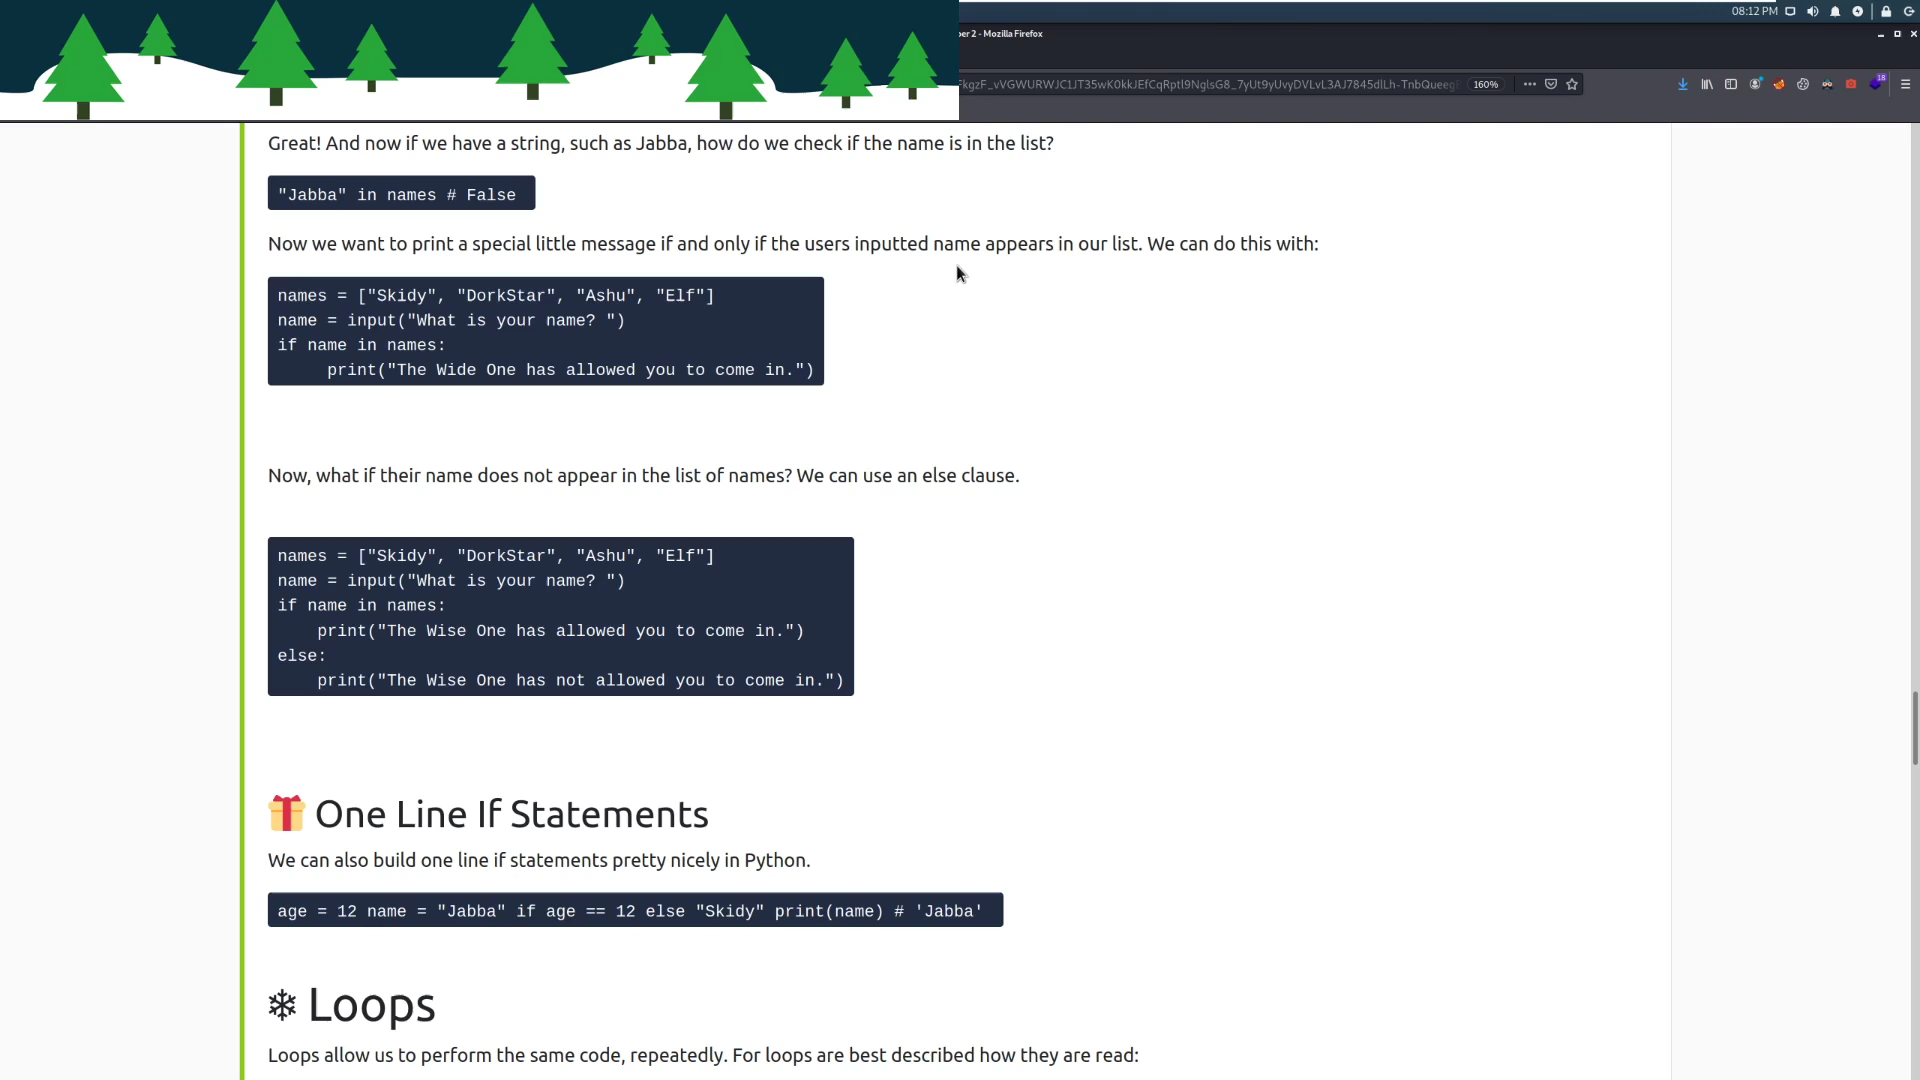 08:12 PM
per 2 - Mozilla Firefox
160%
18
Great! And now if we have a string, such as Jabba, how do we check if the name is in the list?
"Jabba" in names # False
Now we want to print a special little message if and only if the users inputted name appears in our list. We can do this with:
names = ["Skidy", "DorkStar", "Ashu", "Elf"]
name = input("What is your name? ")
if name in names:
print("The Wide One has allowed you to come in.")
Now, what if their name does not appear in the list of names? We can use an else clause.
names = ["Skidy", "DorkStar", "Ashu", "Elf"]
name = input("What is your name? ")
if name in names:
print("The Wise One has allowed you to come in.")
else:
print("The Wise One has not allowed you to come in.")
One Line If Statements
We can also build one line if statements pretty nicely in Python.
age = 12 name = "Jabba" if age == 12 else "Skidy" print(name) # 'Jabba'
Loops
Loops allow us to perform the same code, repeatedly. For loops are best described how they are read: